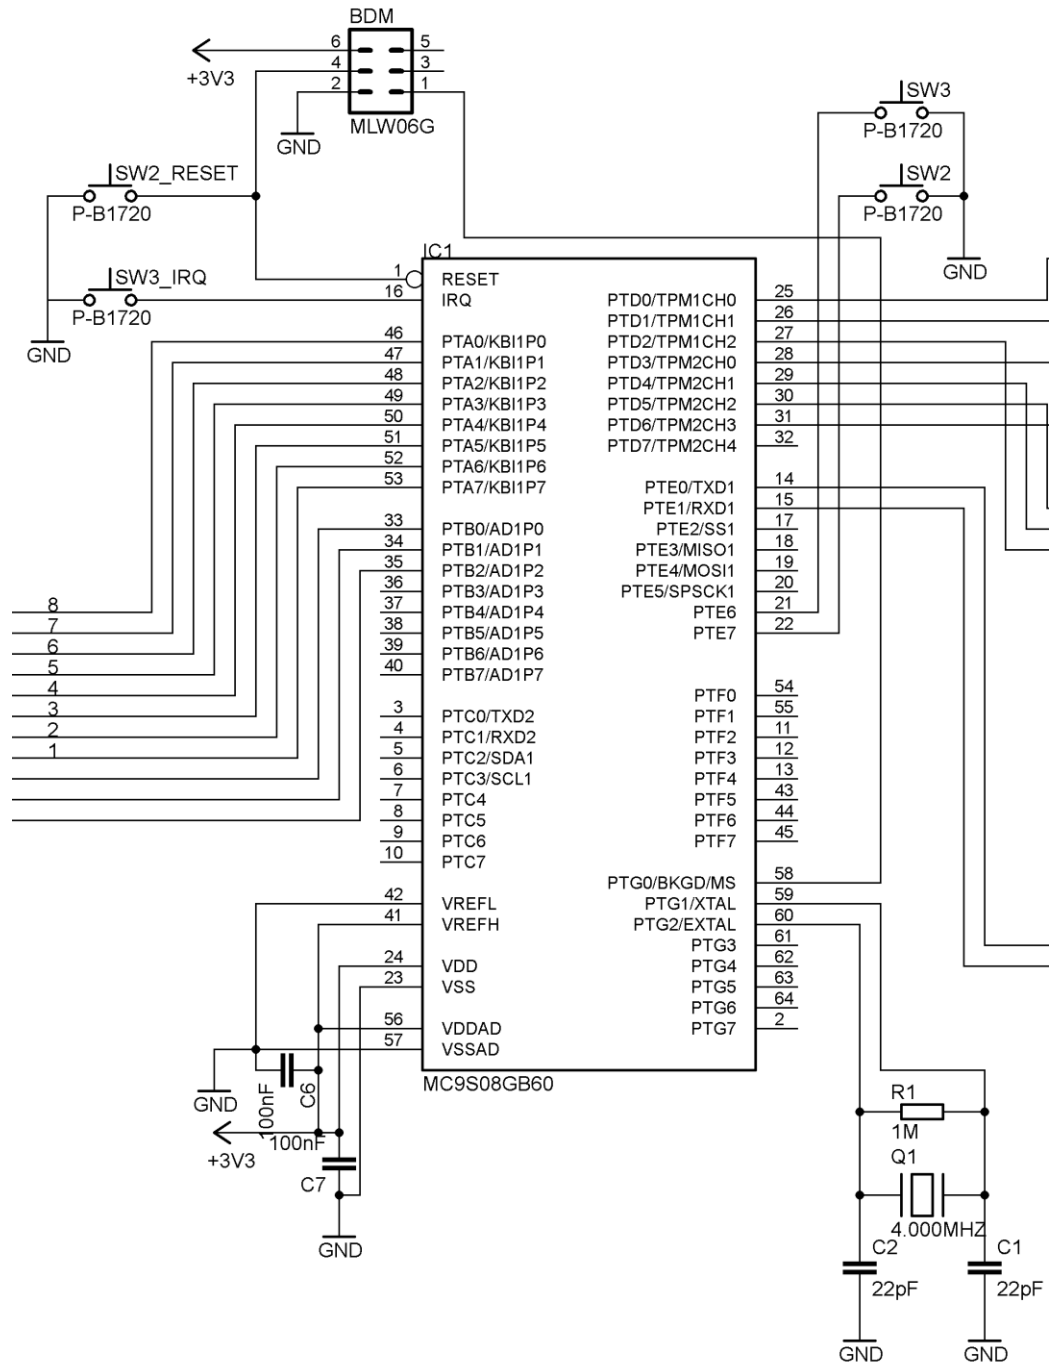 BDM
6
5
4
3
2
1
+3V3
MLW06G
GND
SW3
P-B1720
SW2_RESET
P-B1720
SW2
P-B1720
GND
IC1
1
RESET
SW3_IRQ
P-B1720
16
IRQ
GND
PTD0/TPM1CH0
25
PTD1/TPM1CH1
26
46
PTA0/KBI1P0
PTD2/TPM1CH2
27
47
PTA1/KBI1P1
PTD3/TPM2CH0
28
48
PTA2/KBI1P2
PTD4/TPM2CH1
29
49
PTA3/KBI1P3
PTD5/TPM2CH2
30
50
PTA4/KBI1P4
PTD6/TPM2CH3
31
51
PTA5/KBI1P5
PTD7/TPM2CH4
32
52
PTA6/KBI1P6
53
PTA7/KBI1P7
PTE0/TXD1
14
PTE1/RXD1
15
33
PTB0/AD1P0
PTE2/SS1
17
34
PTB1/AD1P1
PTE3/MISO1
18
35
PTB2/AD1P2
PTE4/MOSI1
19
36
PTB3/AD1P3
PTE5/SPSCK1
20
8
37
PTB4/AD1P4
PTE6
21
7
38
PTB5/AD1P5
PTE7
22
6
39
PTB6/AD1P6
5
40
PTB7/AD1P7
4
PTF0
54
3
3
PTC0/TXD2
PTF1
55
2
4
PTC1/RXD2
PTF2
11
1
5
PTC2/SDA1
PTF3
12
6
PTC3/SCL1
PTF4
13
7
PTC4
PTF5
43
8
PTC5
PTF6
44
9
PTC6
PTF7
45
10
PTC7
PTG0/BKGD/MS
58
42
VREFL
PTG1/XTAL
59
41
VREFH
PTG2/EXTAL
60
PTG3
61
24
VDD
PTG4
62
23
VSS
PTG5
63
PTG6
64
56
VDDAD
PTG7
2
57
VSSAD
MC9S08GB60
GND
100nF
C6
+3V3
100nF
C7
GND
R1
1M
Q1
4.000MHZ
C2
22pF
C1
22pF
GND
GND